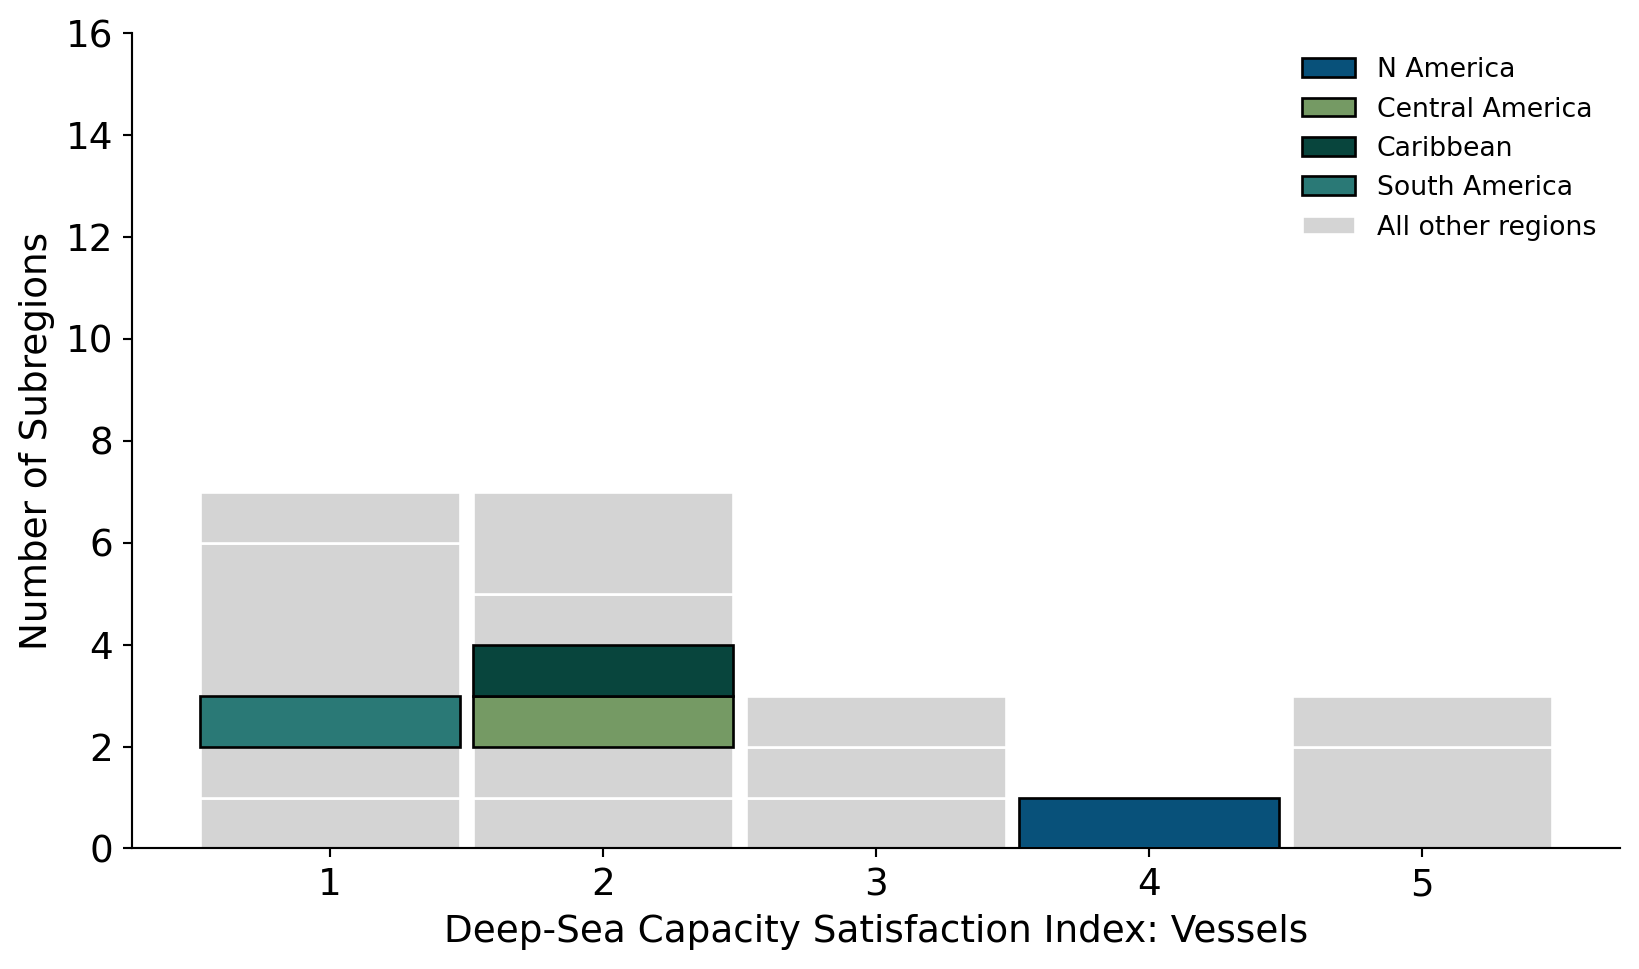 16
14
12
10
8
6
4
2
0
Number of Subregions
N America
Central America
Caribbean
South America
All other regions
1 2 3 4 5
Deep-Sea Capacity Satisfaction Index: Vessels